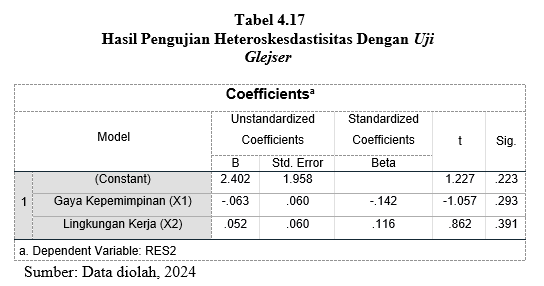 Tabel 4.17
Hasil Pengujian Heteroskesdastisitas Dengan Uji
Glejser
Coefficientsa
Model Unstandardized Coefficients Standardized Coefficients t Sig.
B Std. Error Beta
1 (Constant) 2.402 1.958 1.227 .223
Gaya Kepemimpinan (X1) -.063 .060 -.142 -1.057 .293
Lingkungan Kerja (X2) .052 .060 .116 .862 .391
a. Dependent Variable: RES2
Sumber: Data diolah, 2024